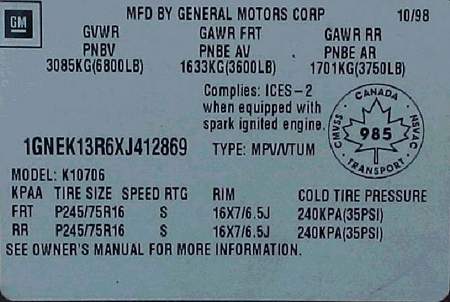 GM
MFD BY GENERAL MOTORS CORP 10/98
GVWR GAWR FRT GAWR RR
PNBV PNBE AV PNBE AR
3085KG(6800LB) 1633KG(3600LB) 1701KG(3750LB)
Complies: ICES-2
when equipped with
spark ignited engine.
CANADA
CMVSS 985 NSVAC
TRANSPORT
1GNEK13R6XJ412869 TYPE: MPV/VTUM
MODEL: K10706
KPAA TIRE SIZE SPEED RTG RIM COLD TIRE PRESSURE
FRT P245/75R16 S 16X7/6.5J 240KPA(35PSI)
RR P245/75R16 S 16X7/6.5J 240KPA(35PSI)
SEE OWNER'S MANUAL FOR MORE INFORMATION.